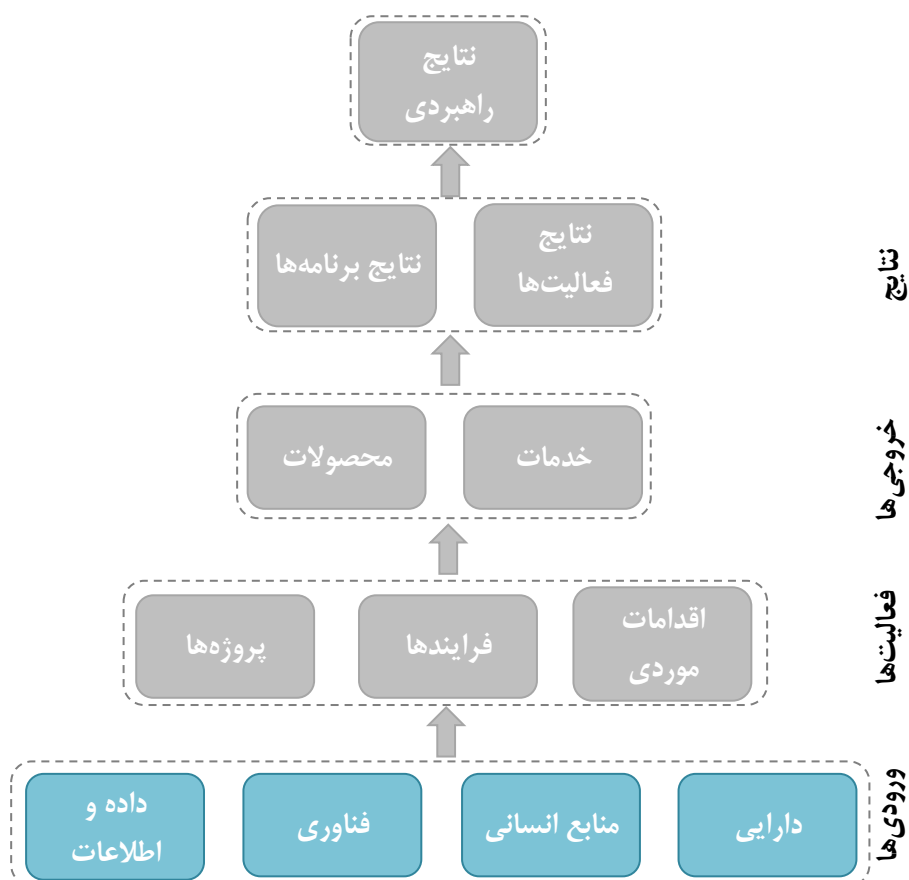 نتایج
راهبردی
نتایج
فعالیت‌ها
نتایج برنامه‌ها
نتایج
خدمات
محصولات
خروجی‌ها
اقدامات
موردی
فرایندها
پروژه‌ها
فعالیت‌ها
دارایی
منابع انسانی
فناوری
داده و
اطلاعات
ورودی‌ها